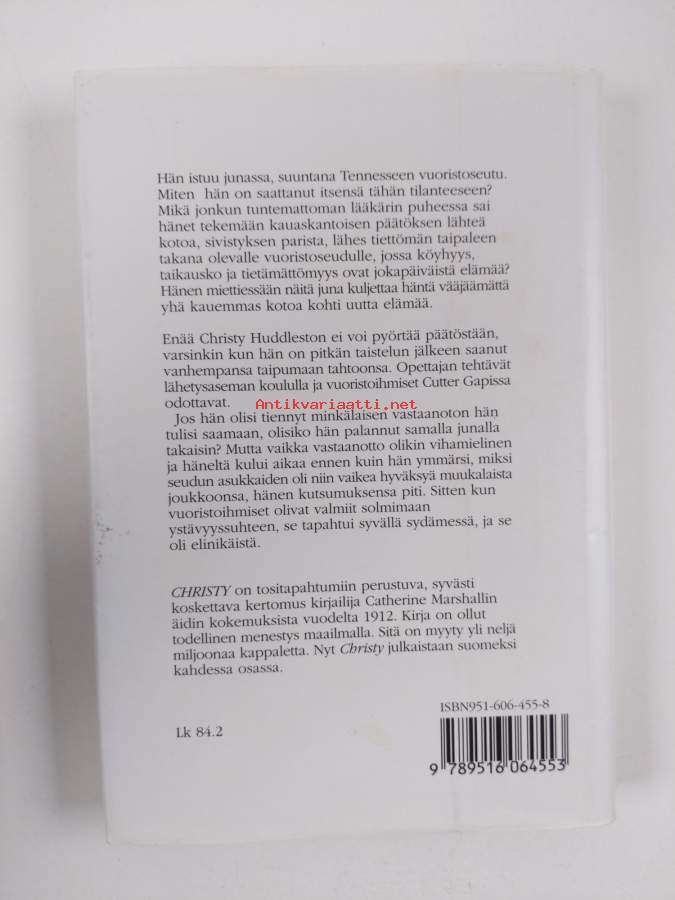 Hän istuu junassa, suuntana Tennesseen vuoristoseutu.
Miten hän on saattanut itsensä tähän tilanteeseen?
Mikä jonkun tuntemattoman lääkärin puheessa sai
hänet tekemään kauaskantoisen päätöksen lähteä
kotoa, sivistyksen parista, lähes tiettömän taipaleen
takana olevalle vuoristoseudulle, jossa köyhyys,
taikausko ja tietämättömyys ovat jokapäiväistä elämää?
Hänen miettiessään näitä juna kuljettaa häntä vääjäämättä
yhä kauemmas kotoa kohti uutta elämää.
Enää Christy Huddleston ei voi pyörtää päätöstään,
varsinkin kun hän on pitkän taistelun jälkeen saanut
vanhempansa taipumaan tahtoonsa. Opettajan tehtävät
lähetysaseman koululla ja vuoristoihmiset Cutter Gapissa
odottavat.
Antikvariaatti.net
Jos hän olisi tiennyt minkälaisen vastaanoton hän
tulisi saamaan, olisiko hän palannut samalla junalla
takaisin? Mutta vaikka vastaanotto olikin vihamielinen
ja häneltä kului aikaa ennen kuin hän ymmärsi, miksi
seudun asukkaiden oli niin vaikea hyväksyä muukalaista
joukkoonsa, hänen kutsumuksensa piti. Sitten kun
vuoristoihmiset olivat valmiit solmimaan
ystävyyssuhteen, se tapahtui syvällä sydämessä, ja se
oli elinikäistä.
CHRISTY on tositapahtumiin perustuva, syvästi
koskettava kertomus kirjailija Catherine Marshallin
äidin kokemuksista vuodelta 1912. Kirja on ollut
todellinen menestys maailmalla. Sitä on myyty yli neljä
miljoonaa kappaletta. Nyt Christy julkaistaan suomeksi
kahdessa osassa.
ISBN951-606-455-8
Lk 84.2
9 789516 064553